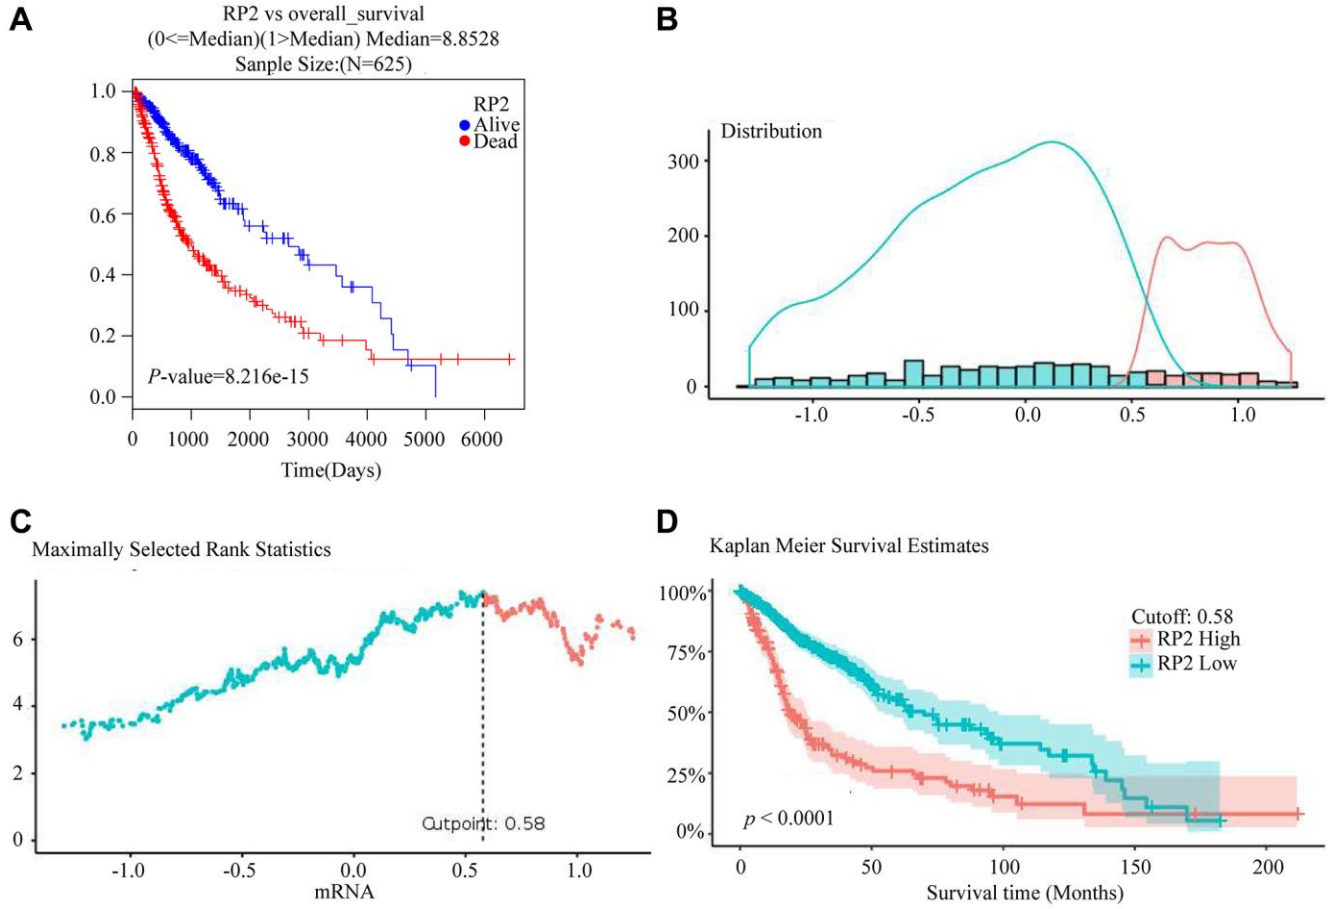 A
RP2 vs overall_survival
(0<=Median)(1>Median) Median=8.8528
Sanple Size:(N=625)
1.0
0.8
0.6
0.4
0.2
0.0
RP2
Alive
Dead
P-value=8.216e-15
0 1000 2000 3000 4000 5000 6000
Time(Days)
B
Distribution
300
200
100
0
-1.0 -0.5 0.0 0.5 1.0
C
Maximally Selected Rank Statistics
6
4
2
0
Cutpoint: 0.58
-1.0 -0.5 0.0 0.5 1.0
mRNA
D
Kaplan Meier Survival Estimates
100%
75%
50%
25%
0%
Cutoff: 0.58
RP2 High
RP2 Low
p < 0.0001
0 50 100 150 200
Survival time (Months)